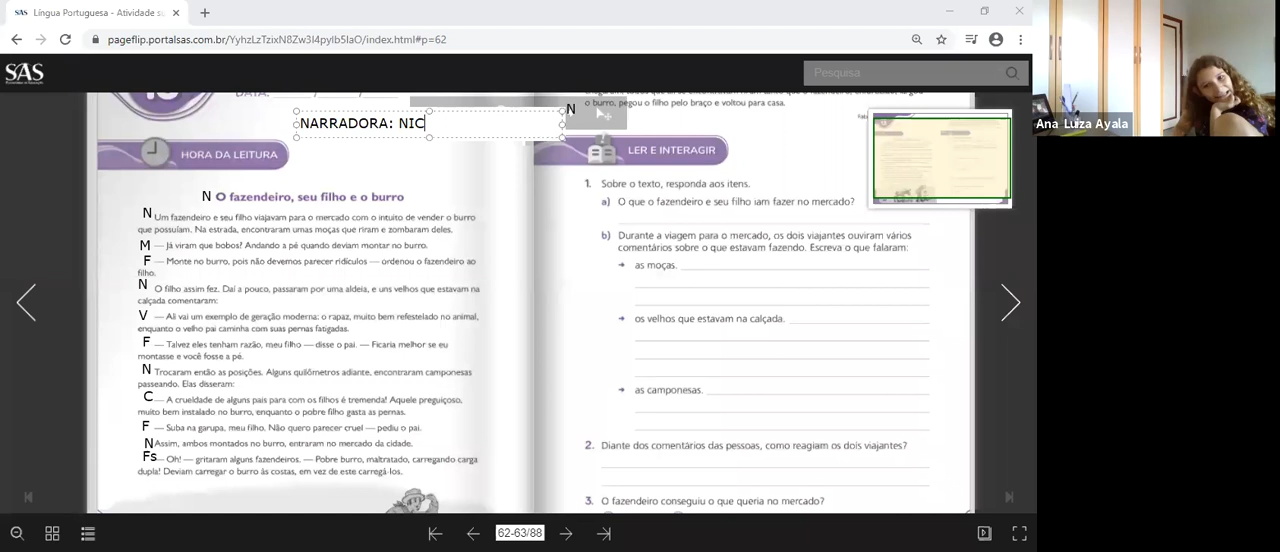 SAS Língua Portuguesa - Atividade su
pageflip.portalsas.com.br/YyhzLzTzixN8Zw3l4pylb5laO/index.html#p=62
SAS
Pesquisa
DATA:
NARRADORA: NIC
N
o burro, pegou o filho pelo braço e voltou para casa.
HORA DA LEITURA
N O fazendeiro, seu filho e o burro
N Um fazendeiro e seu filho viajavam para o mercado com o intuito de vender o burro
que possuíam. Na estrada, encontraram umas moças que riram e zombaram deles.
M — Já viram que bobos? Andando a pé quando deviam montar no burro.
F — Monte no burro, pois não devemos parecer ridículos — ordenou o fazendeiro ao
filho.
N O filho assim fez. Daí a pouco, passaram por uma aldeia, e uns velhos que estavam na
calçada comentaram:
V — Ali vai um exemplo de geração moderna: o rapaz, muito bem refestelado no animal,
enquanto o velho pai caminha com suas pernas fatigadas.
F — Talvez eles tenham razão, meu filho — disse o pai. — Ficaria melhor se eu
montasse e você fosse a pé.
N Trocaram então as posições. Alguns quilômetros adiante, encontraram camponesas
passeando. Elas disseram:
C — A crueldade de alguns pais para com os filhos é tremenda! Aquele preguiçoso,
muito bem instalado no burro, enquanto o pobre filho gasta as pernas.
F — Suba na garupa, meu filho. Não quero parecer cruel — pediu o pai.
N Assim, ambos montados no burro, entraram no mercado da cidade.
Fs — Oh! — gritaram alguns fazendeiros. — Pobre burro, maltratado, carregando carga
dupla! Deviam carregar o burro às costas, em vez de este carregá-los.
LER E INTERAGIR
1. Sobre o texto, responda aos itens.
a) O que o fazendeiro e seu filho iam fazer no mercado?
b) Durante a viagem para o mercado, os dois viajantes ouviram vários
comentários sobre o que estavam fazendo. Escreva o que falaram:
➜ as moças.
➜ os velhos que estavam na calçada.
➜ as camponesas.
2. Diante dos comentários das pessoas, como reagiam os dois viajantes?
3. O fazendeiro conseguiu o que queria no mercado?
62-63/88
Ana Luiza Ayala